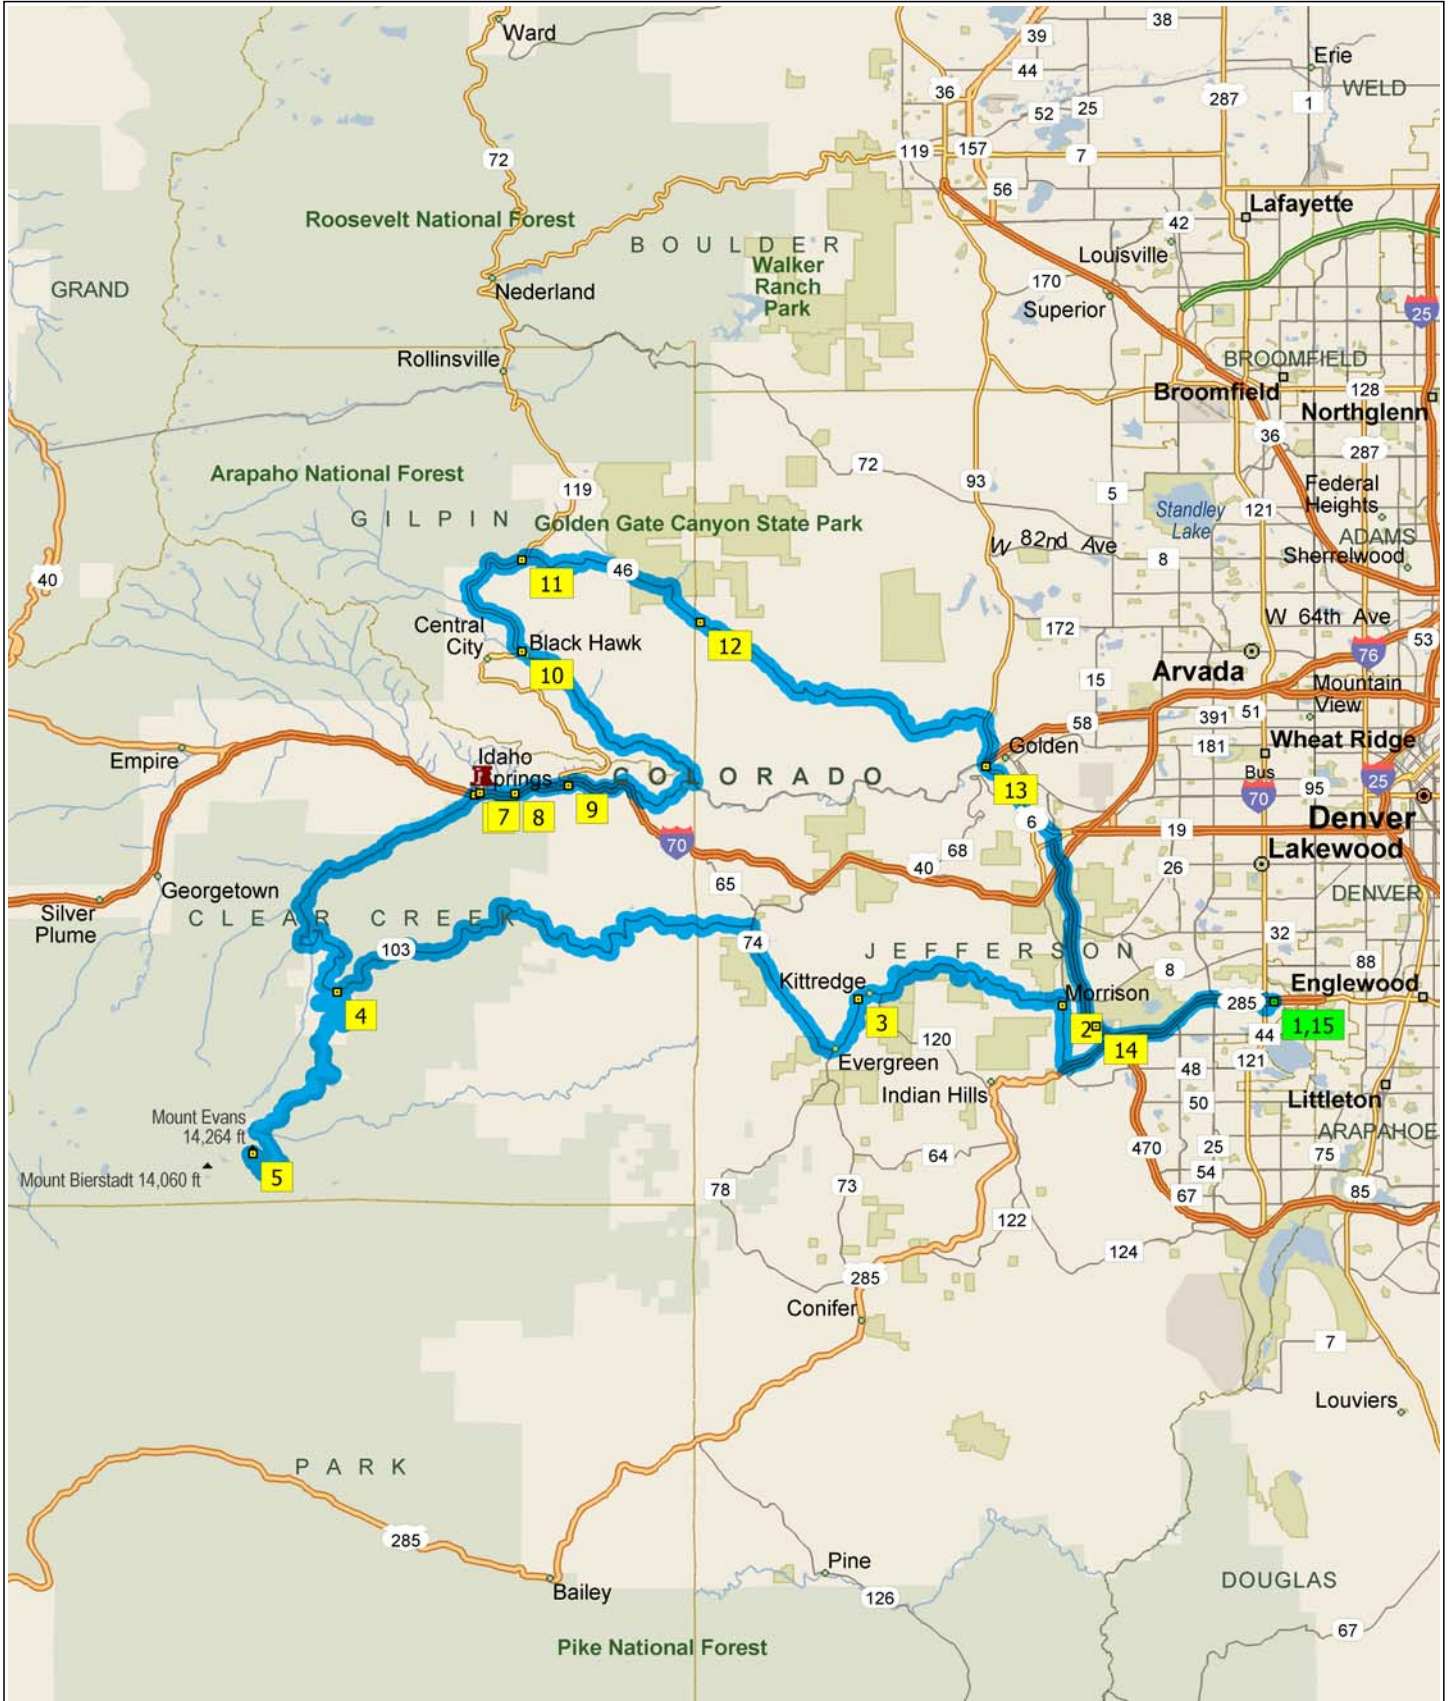 Ward
38
39
Erie
44
WELD
36
287
1
52
25
72
119
157
7
56
Roosevelt National Forest
Lafayette
42
BOULDER
Walker
Ranch
Park
Louisville
GRAND
170
Nederland
Superior
25
Rollinsville
BROOMFIELD
Broomfield
128
Northglenn
36
287
Arapaho National Forest
72
119
93
5
Federal
Heights
GILPIN
Golden Gate Canyon State Park
Standley
Lake
121
ADAMS
W 82nd Ave
8
Sherrelwood
40
11
46
Central
City
Black Hawk
10
12
172
W 64th Ave
53
76
Arvada
15
Mountain
View
58
391
51
Golden
181
Wheat Ridge
Empire
Idaho
Springs
COLORADO
Bus
70
25
95
13
7
8
9
6
Denver
19
70
68
40
Lakewood
26
65
Georgetown
DENVER
Silver
Plume
CLEAR CREEK
32
103
74
JEFFERSON
88
8
Kittredge
Morrison
Englewood
285
4
3
2
1,15
120
14
44
121
Evergreen
48
Indian Hills
50
Littleton
Mount Evans
14,264 ft
ARAPAHOE
470
25
75
64
54
Mount Bierstadt 14,060 ft
5
78
73
67
85
122
124
285
Conifer
7
Louviers
PARK
285
Pine
Bailey
126
DOUGLAS
67
Pike National Forest